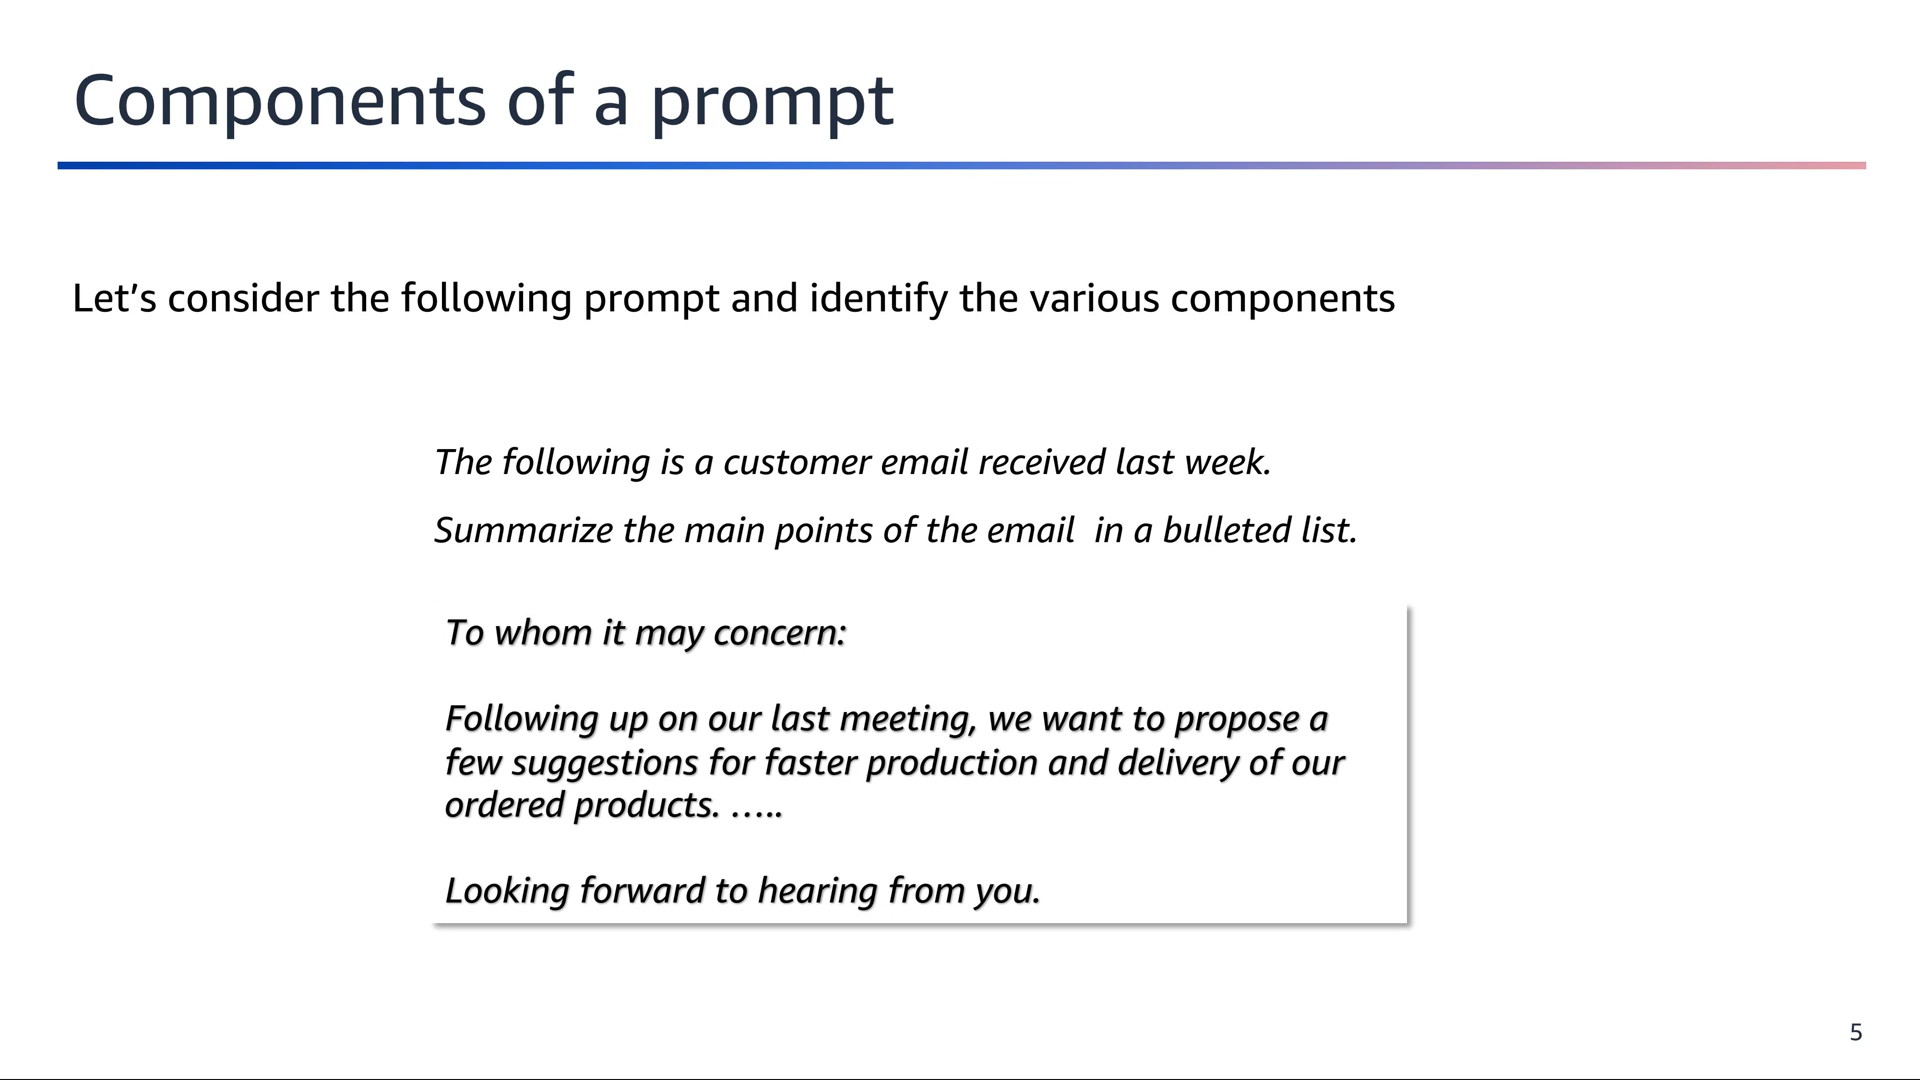 Components of a prompt
Let’s consider the following prompt and identify the various components
The following is a customer email received last week.
Summarize the main points of the email  in a bulleted list.
To whom it may concern:
Following up on our last meeting, we want to propose a
few suggestions for faster production and delivery of our
ordered products. …..
Looking forward to hearing from you.
5